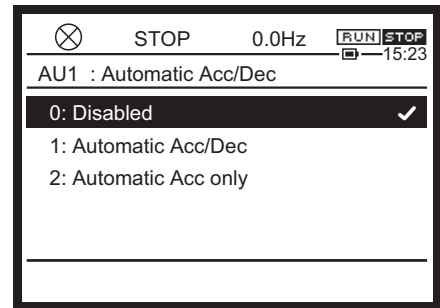 STOP 0.0Hz RUN STOP
15:23
AU1 : Automatic Acc/Dec
0: Disabled
1: Automatic Acc/Dec
2: Automatic Acc only